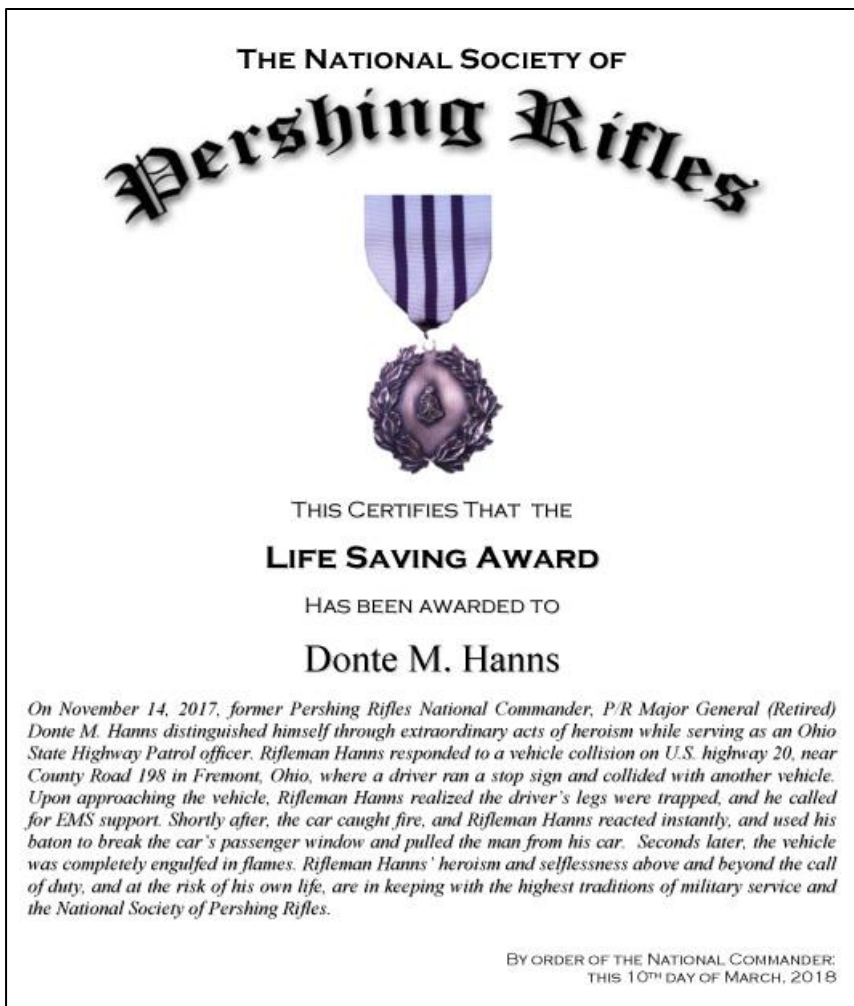 THE NATIONAL SOCIETY OF
Pershing Rifles
THIS CERTIFIES THAT THE
LIFE SAVING AWARD
HAS BEEN AWARDED TO
Donte M. Hanns
On November 14, 2017, former Pershing Rifles National Commander, P/R Major General (Retired)
Donte M. Hanns distinguished himself through extraordinary acts of heroism while serving as an Ohio
State Highway Patrol officer. Rifleman Hanns responded to a vehicle collision on U.S. highway 20, near
County Road 198 in Fremont, Ohio, where a driver ran a stop sign and collided with another vehicle.
Upon approaching the vehicle, Rifleman Hanns realized the driver's legs were trapped, and he called
for EMS support. Shortly after, the car caught fire, and Rifleman Hanns reacted instantly, and used his
baton to break the car's passenger window and pulled the man from his car. Seconds later, the vehicle
was completely engulfed in flames. Rifleman Hanns' heroism and selflessness above and beyond the call
of duty, and at the risk of his own life, are in keeping with the highest traditions of military service and
the National Society of Pershing Rifles.
BY ORDER OF THE NATIONAL COMMANDER:
THIS 10TH DAY OF MARCH, 2018